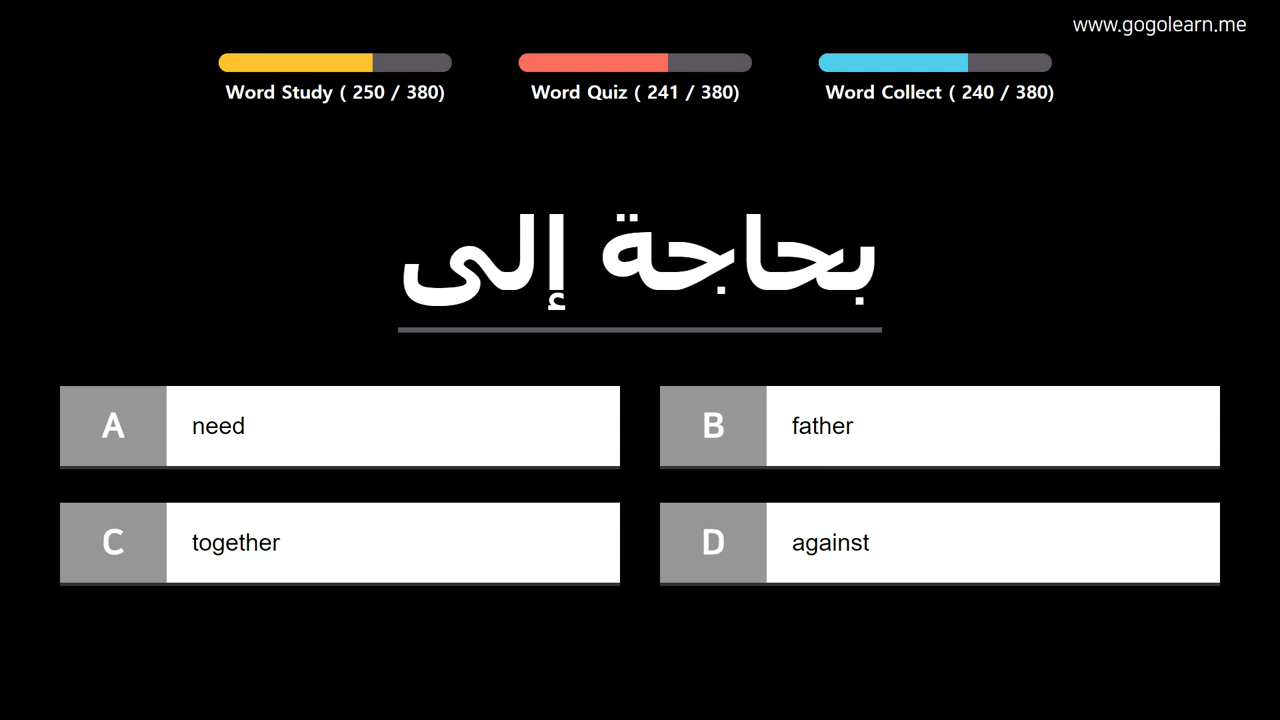 www.gogolearn.me
Word Study ( 250 / 380)
Word Quiz ( 241 / 380)
Word Collect ( 240 / 380)
بحاجة إلى
A need
B father
C together
D against